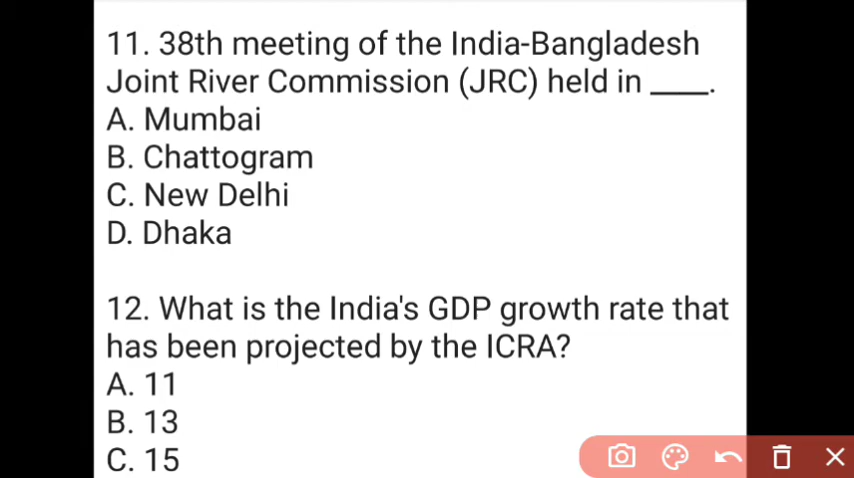 11. 38th meeting of the India-Bangladesh
Joint River Commission (JRC) held in ____.
A. Mumbai
B. Chattogram
C. New Delhi
D. Dhaka
12. What is the India's GDP growth rate that
has been projected by the ICRA?
A. 11
B. 13
C. 15